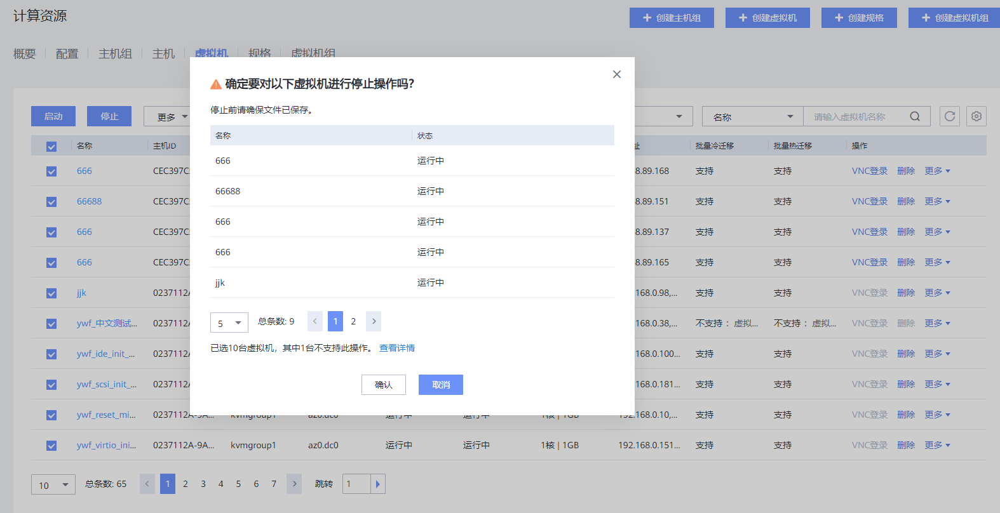 计算资源
创建主机组 创建虚拟机 创建规格 创建虚拟机组
概要 配置 主机组 主机 虚拟机 规格 虚拟机组
确定要对以下虚拟机进行停止操作吗?
停止前请确保文件已保存。
启动 停止 更多 名称 请输入虚拟机名称
名称 状态
名称 主机ID 址 批量冷迁移 批量热迁移 操作
666 运行中
666 CEC397C 8.89.168 支持 支持 VNC登录 删除 更多
66688 运行中
66688 CEC397C 8.89.151 支持 支持 VNC登录 删除 更多
666 运行中
666 CEC397C 8.89.137 支持 支持 VNC登录 删除 更多
666 运行中
666 CEC397C 8.89.165 支持 支持 VNC登录 删除 更多
jjk 运行中
jjk 0237112A 168.0.98,... 支持 支持 VNC登录 删除 更多
5 总条数: 9 1 2
ywf_中文测试... 0237112A 168.0.38,... 不支持： 虚拟... 不支持： 虚拟... VNC登录 删除 更多
已选10台虚拟机，其中1台不支持此操作。 查看详情
ywf_ide_init_... 0237112A 168.0.100... 支持 支持 VNC登录 删除 更多
确认 取消
ywf_scsi_init_... 0237112A 168.0.181... 支持 支持 VNC登录 删除 更多
ywf_reset_mi... 0237112A-9A... kvmgroup1 az0.dc0 运行中 运行中 1核 | 1GB 192.168.0.10,... 支持 支持 VNC登录 删除 更多
ywf_virtio_ini... 0237112A-9A... kvmgroup1 az0.dc0 运行中 运行中 1核 | 1GB 192.168.0.151... 支持 支持 VNC登录 删除 更多
10 总条数: 65 1 2 3 4 5 6 7 跳转 1